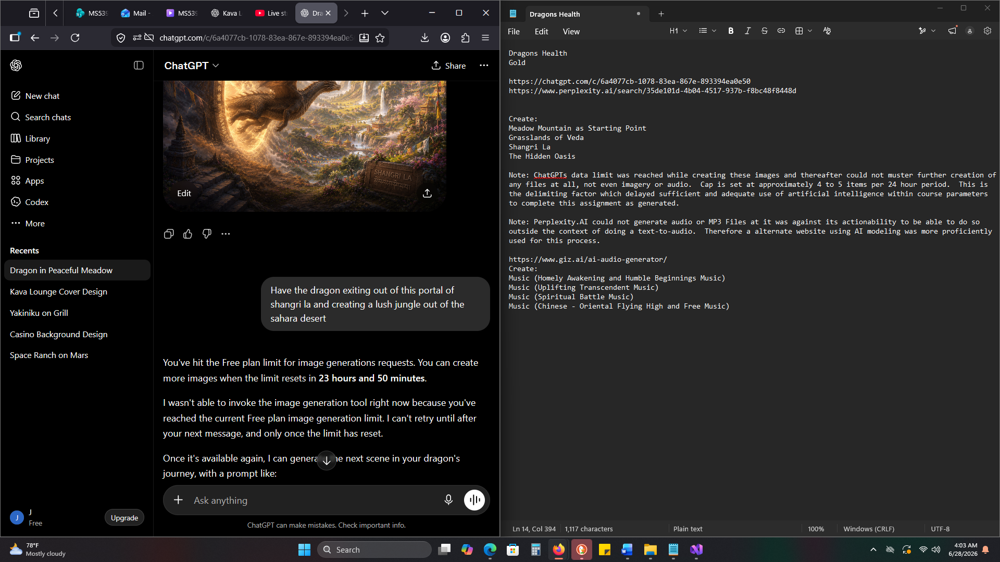 MS539
Mail -
MS539
Kava L
Live st
Dra
chatgpt.com/c/6a4077cb-1078-83ea-867e-893394ea0e5
ChatGPT
Share
New chat
Search chats
Library
Projects
Apps
Codex
More
Recents
Dragon in Peaceful Meadow
Kava Lounge Cover Design
Yakiniku on Grill
Casino Background Design
Space Ranch on Mars
J
J
Free
Upgrade
SHANGRI LA
Edit
Have the dragon exiting out of this portal of
shangri la and creating a lush jungle out of the
sahara desert
You've hit the Free plan limit for image generations requests. You can create
more images when the limit resets in 23 hours and 50 minutes.
I wasn't able to invoke the image generation tool right now because you've
reached the current Free plan image generation limit. I can't retry until after
your next message, and only once the limit has reset.
Once it's available again, I can genera he next scene in your dragon's
journey, with a prompt like:
Ask anything
ChatGPT can make mistakes. Check important info.
Dragons Health
File Edit View
H1
Dragons Health
Gold
https://chatgpt.com/c/6a4077cb-1078-83ea-867e-893394ea0e50
https://www.perplexity.ai/search/35de101d-4b04-4517-937b-f8bc48f8448d
Create:
Meadow Mountain as Starting Point
Grasslands of Veda
Shangri La
The Hidden Oasis
Note: ChatGPTs data limit was reached while creating these images and thereafter could not muster further creation of
any files at all, not even imagery or audio.  Cap is set at approximately 4 to 5 items per 24 hour period.  This is
the delimiting factor which delayed sufficient and adequate use of artificial intelligence within course parameters
to complete this assignment as generated.
Note: Perplexity.AI could not generate audio or MP3 Files at it was against its actionability to be able to do so
outside the context of doing a text-to-audio.  Therefore a alternate website using AI modeling was more proficiently
used for this process.
https://www.giz.ai/ai-audio-generator/
Create:
Music (Homely Awakening and Humble Beginnings Music)
Music (Uplifting Transcendent Music)
Music (Spiritual Battle Music)
Music (Chinese - Oriental Flying High and Free Music)
Ln 14, Col 394
1,117 characters
Plain text
100%
Windows (CRLF)
UTF-8
78°F
Mostly cloudy
Search
4:03 AM
6/28/2026